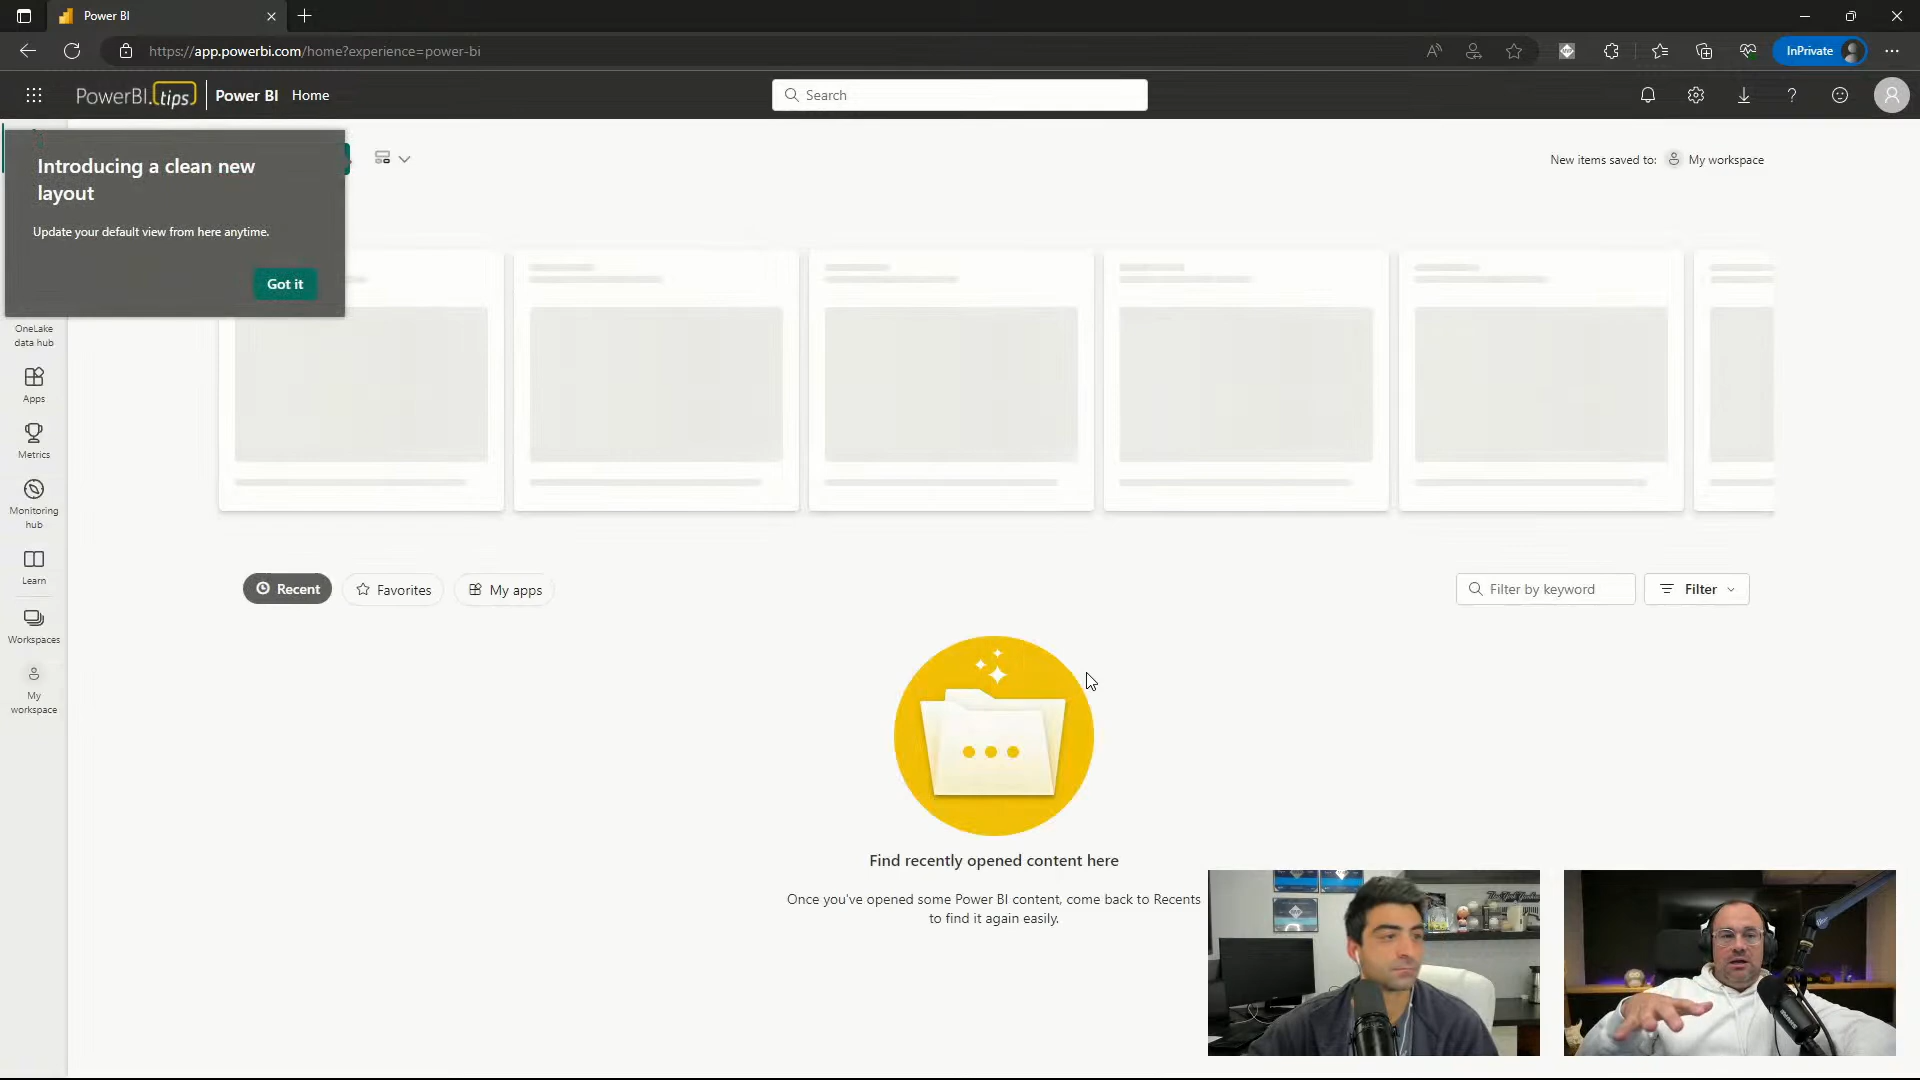 Power BI
https://app.powerbi.com/home?experience=power-bi
InPrivate
PowerBI.tips
Power BI Home
Search
Introducing a clean new
layout
Update your default view from here anytime.
Got it
New items saved to: My workspace
OneLake
data hub
Apps
Metrics
Monitoring
hub
Learn
Workspaces
My
workspace
Recent
Favorites
My apps
Filter by keyword
Filter
Find recently opened content here
Once you've opened some Power BI content, come back to Recents
to find it again easily.